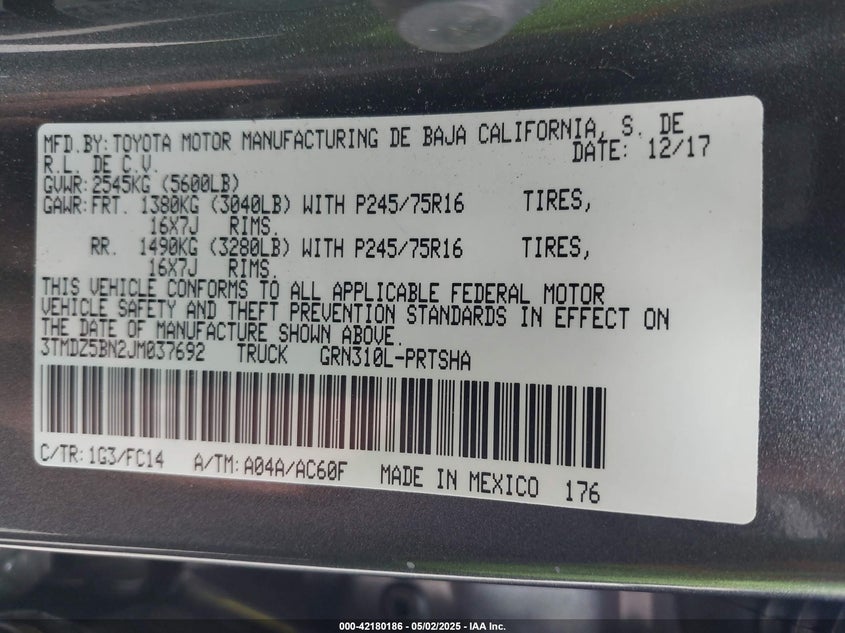 MFD.BY: TOYOTA MOTOR MANUFACTURING DE BAJA CALIFORNIA, S. DE
R.L. DE C.V. DATE: 12/17
GVWR: 2545KG (5600LB)
GAWR: FRT. 1380KG (3040LB) WITH P245/75R16 TIRES,
16X7J RIMS.
RR. 1490KG (3280LB) WITH P245/75R16 TIRES,
16X7J RIMS.
THIS VEHICLE CONFORMS TO ALL APPLICABLE FEDERAL MOTOR
VEHICLE SAFETY AND THEFT PREVENTION STANDARDS IN EFFECT ON
THE DATE OF MANUFACTURE SHOWN ABOVE.
3TMDZ5BN2JM037692 TRUCK GRN310L-PRTSHA
C/TR: 1G3/FC14 A/TM: A04A/AC60F MADE IN MEXICO 176
000-42180186 - 05/02/2025 - IAA Inc.